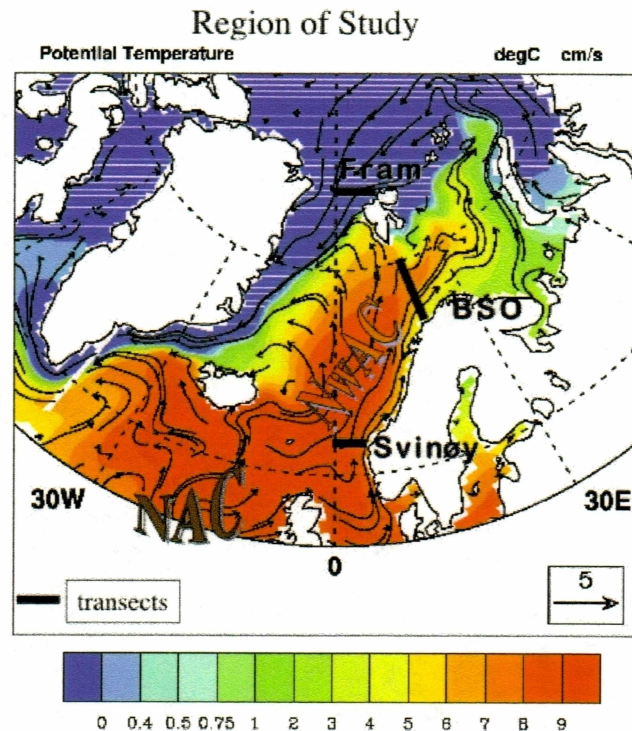 Region of Study
Potential Temperature degC cm/s
Fram
BSO
NWAC
Svinøy
30W
NAC
30E
0
5
transects
0 0.4 0.5 0.75 1 2 3 4 5 6 7 8 9